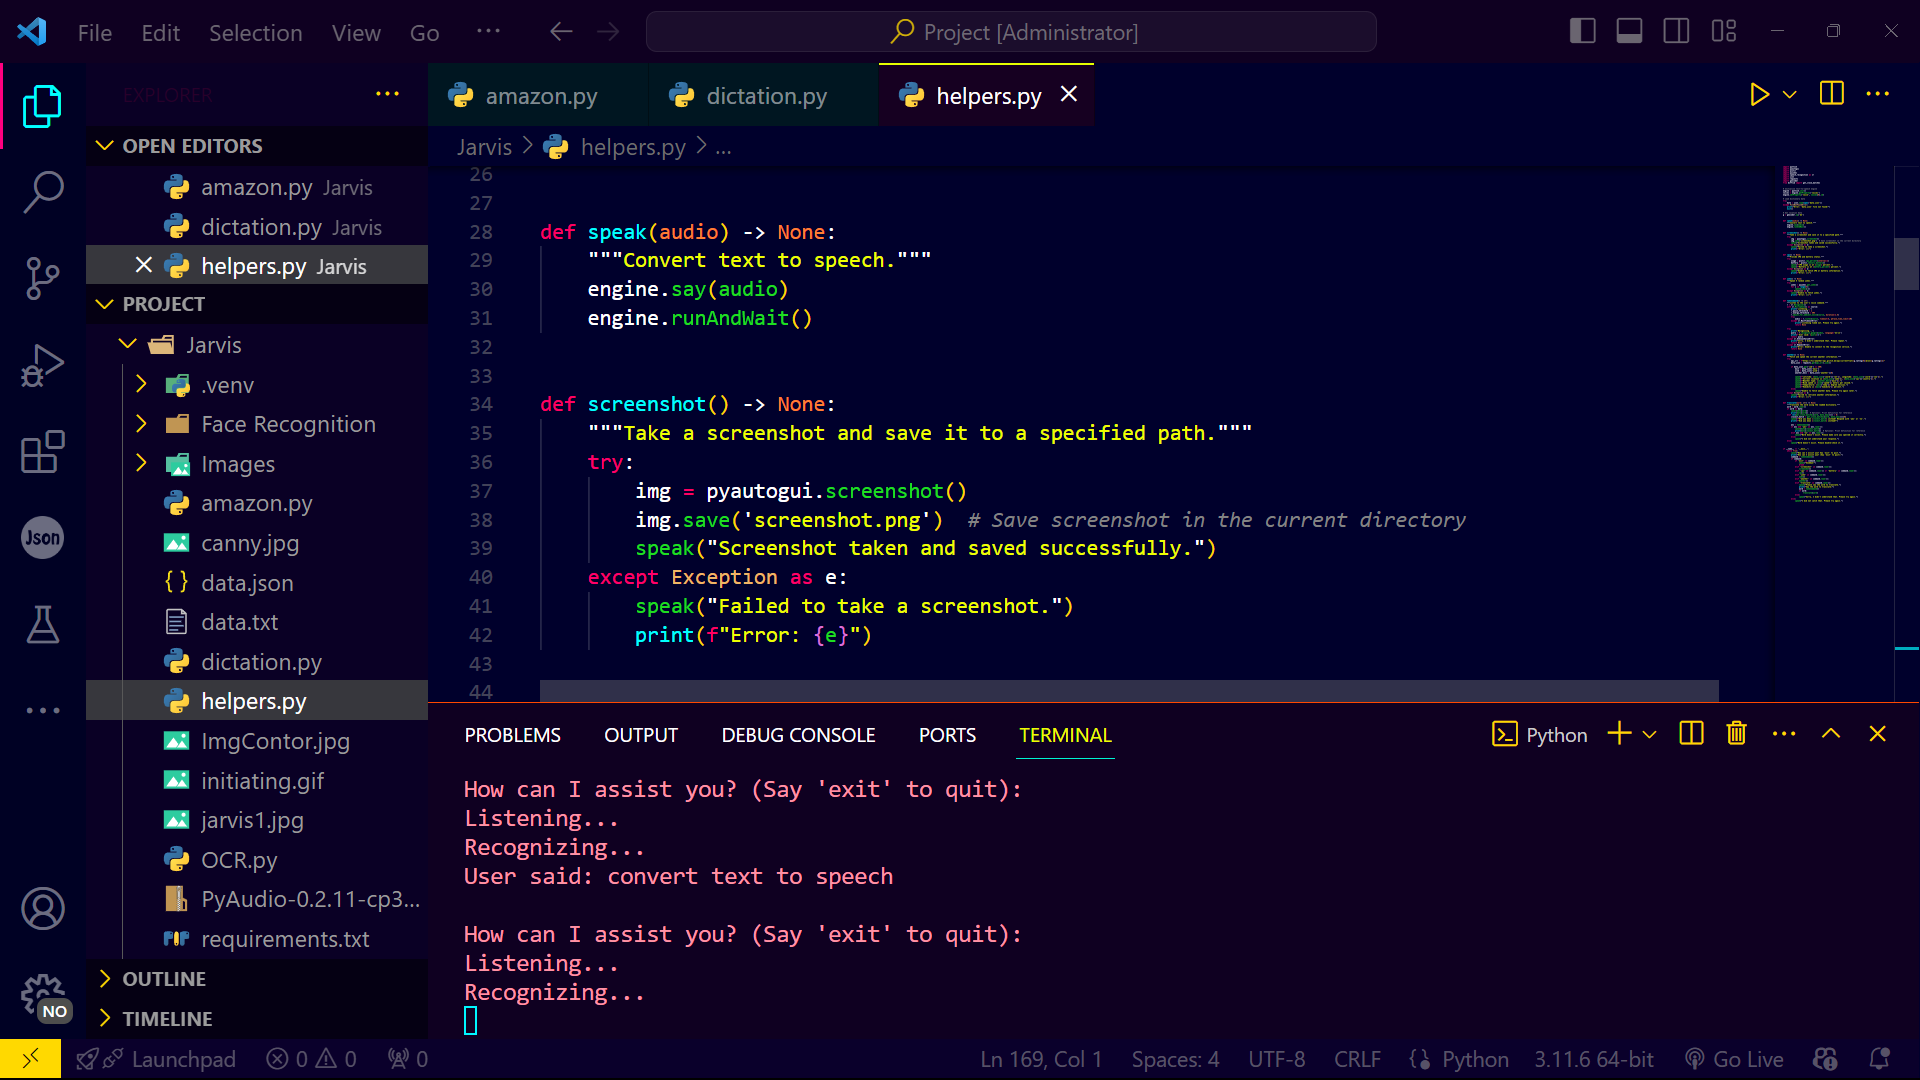 File Edit Selection View Go ... Project [Administrator]
EXPLORER
OPEN EDITORS
amazon.py Jarvis
dictation.py Jarvis
helpers.py Jarvis
PROJECT
Jarvis
.venv
Face Recognition
Images
amazon.py
canny.jpg
data.json
data.txt
dictation.py
helpers.py
ImgContor.jpg
initiating.gif
jarvis1.jpg
OCR.py
PyAudio-0.2.11-cp3...
requirements.txt
OUTLINE
TIMELINE
Json
NO
amazon.py dictation.py helpers.py
Jarvis > helpers.py > ...
26
27
28 def speak(audio) -> None:
29 """Convert text to speech."""
30 engine.say(audio)
31 engine.runAndWait()
32
33
34 def screenshot() -> None:
35 """Take a screenshot and save it to a specified path."""
36 try:
37 img = pyautogui.screenshot()
38 img.save('screenshot.png')  # Save screenshot in the current directory
39 speak("Screenshot taken and saved successfully.")
40 except Exception as e:
41 speak("Failed to take a screenshot.")
42 print(f"Error: {e}")
43
44
PROBLEMS OUTPUT DEBUG CONSOLE PORTS TERMINAL Python
How can I assist you? (Say 'exit' to quit):
Listening...
Recognizing...
User said: convert text to speech
How can I assist you? (Say 'exit' to quit):
Listening...
Recognizing...
Launchpad 0 0 0 Ln 169, Col 1 Spaces: 4 UTF-8 CRLF {} Python 3.11.6 64-bit Go Live